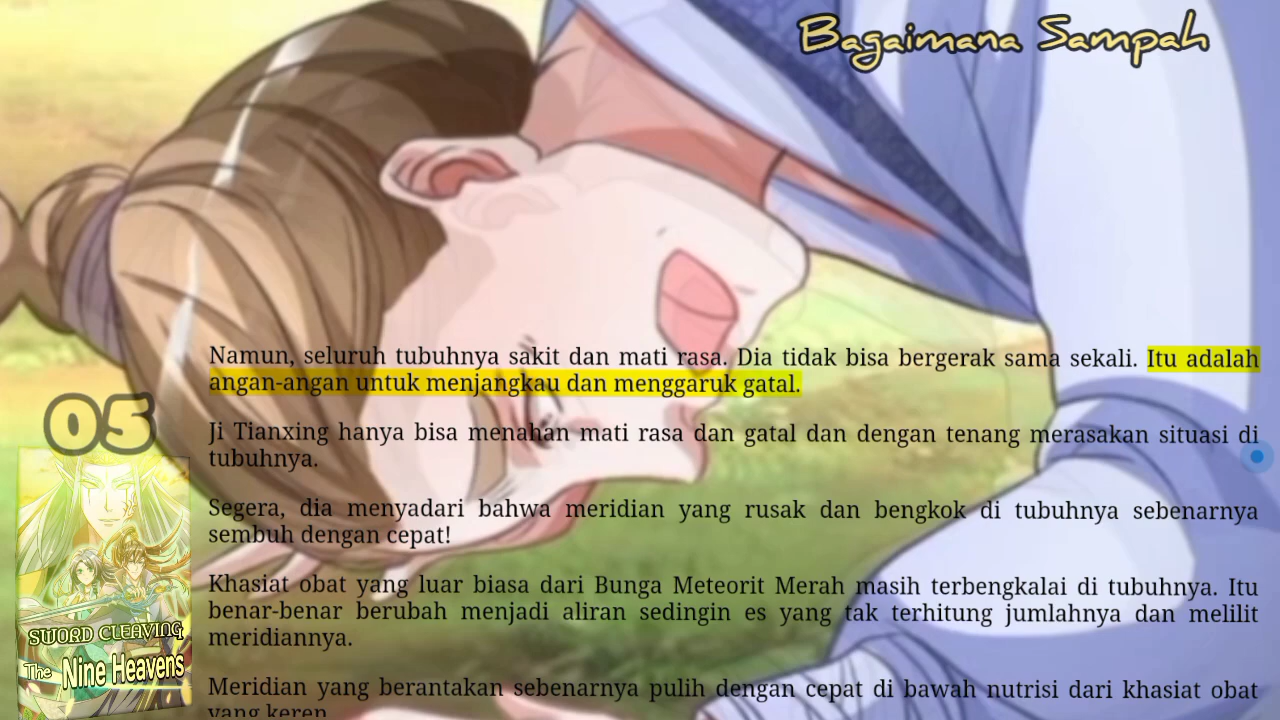 Bagaimana Sampah
Namun, seluruh tubuhnya sakit dan mati rasa. Dia tidak bisa bergerak sama sekali. Itu adalah
angan-angan untuk menjangkau dan menggaruk gatal.
05
Ji Tianxing hanya bisa menahan mati rasa dan gatal dan dengan tenang merasakan situasi di
tubuhnya.
Segera, dia menyadari bahwa meridian yang rusak dan bengkok di tubuhnya sebenarnya
sembuh dengan cepat!
Khasiat obat yang luar biasa dari Bunga Meteorit Merah masih terbengkalai di tubuhnya. Itu
benar-benar berubah menjadi aliran sedingin es yang tak terhitung jumlahnya dan melilit
meridiannya.
SWORD CLEAVING
The Nine Heavens
Meridian yang berantakan sebenarnya pulih dengan cepat di bawah nutrisi dari khasiat obat
yang keren